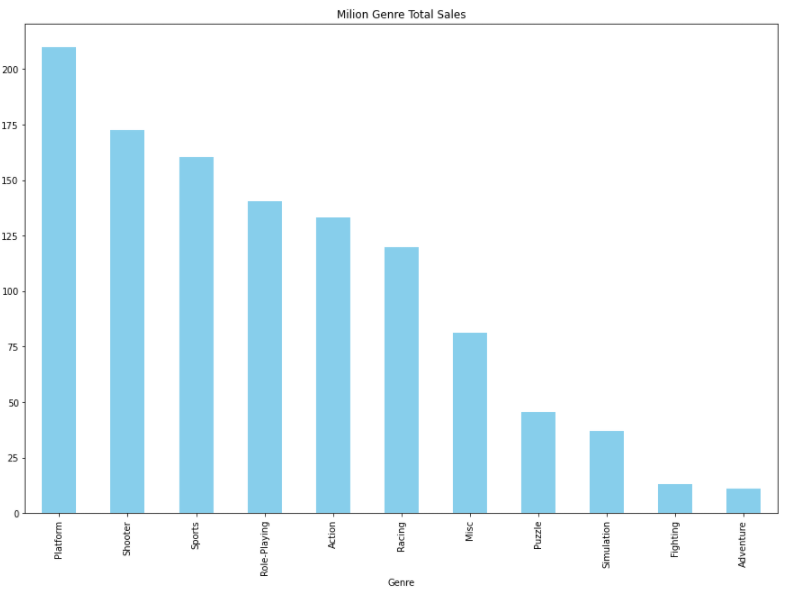 Milion Genre Total Sales
200
175
150
125
100
75
50
25
0
Platform
Shooter
Sports
Role-Playing
Action
Racing
Misc
Puzzle
Simulation
Fighting
Adventure
Genre